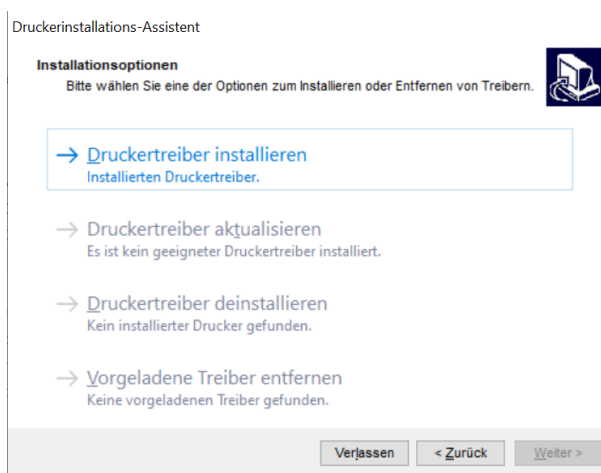 Druckerinstallations-Assistent
Installationsoptionen
Bitte wählen Sie eine der Optionen zum Installieren oder Entfernen von Treibern.
Druckertreiber installieren
Installierten Druckertreiber.
Druckertreiber aktualisieren
Es ist kein geeigneter Druckertreiber installiert.
Druckertreiber deinstallieren
Kein installierter Drucker gefunden.
Vorgeladene Treiber entfernen
Keine vorgeladenen Treiber gefunden.
Verlassen < Zurück Weiter >